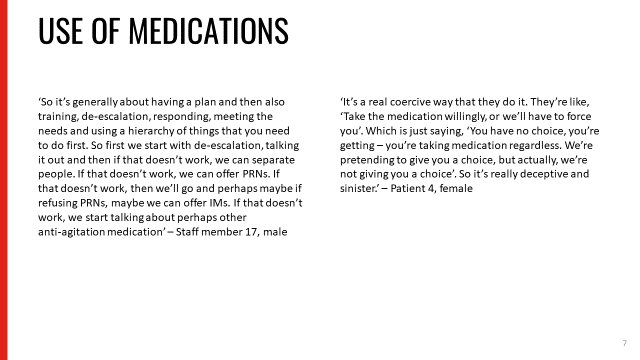 USE OF MEDICATIONS
‘So it’s generally about having a plan and then also
training, de-escalation, responding, meeting the
needs and using a hierarchy of things that you need
to do first. So first we start with de-escalation, talking
it out and then if that doesn’t work, we can separate
people. If that doesn’t work, we can offer PRNs. If
that doesn’t work, then we’ll go and perhaps maybe if
refusing PRNs, maybe we can offer IMs. If that doesn’t
work, we start talking about perhaps other
anti-agitation medication’ – Staff member 17, male
‘It’s a real coercive way that they do it. They’re like,
‘Take the medication willingly, or we’ll have to force
you’. Which is just saying, ‘You have no choice, you’re
getting – you’re taking medication regardless. We’re
pretending to give you a choice, but actually, we’re
not giving you a choice’. So it’s really deceptive and
sinister.’ – Patient 4, female
7